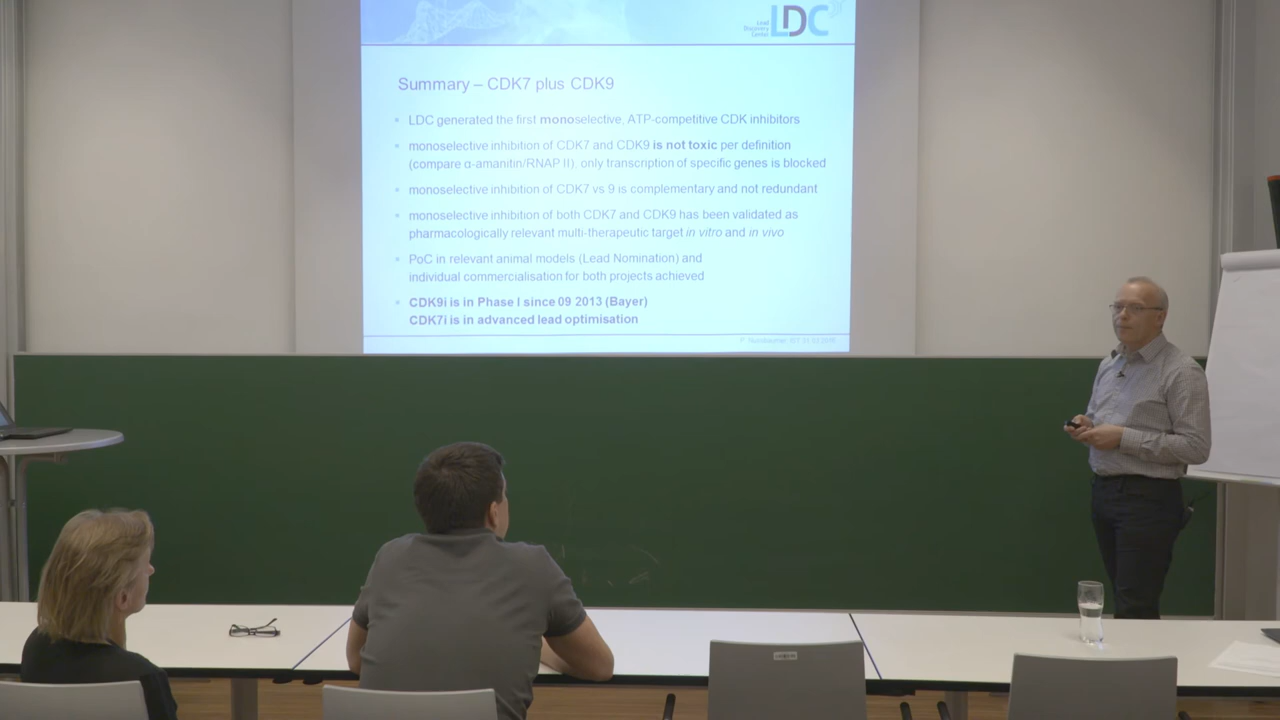 Lead
Discovery
Center
LDC
Summary – CDK7 plus CDK9
LDC generated the first monoselective, ATP-competitive CDK inhibitors
monoselective inhibition of CDK7 and CDK9 is not toxic per definition
(compare α-amanitin/RNAP II), only transcription of specific genes is blocked
monoselective inhibition of CDK7 vs 9 is complementary and not redundant
monoselective inhibition of both CDK7 and CDK9 has been validated as
pharmacologically relevant multi-therapeutic target in vitro and in vivo
PoC in relevant animal models (Lead Nomination) and
individual commercialisation for both projects achieved
CDK9i is in Phase I since 09 2013 (Bayer)
CDK7i is in advanced lead optimisation
P. Nussbaumer,